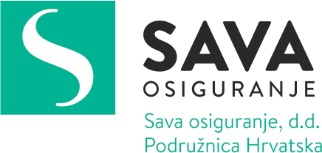 SAVA
OSIGURANJE
Sava osiguranje, d.d.
Podružnica Hrvatska